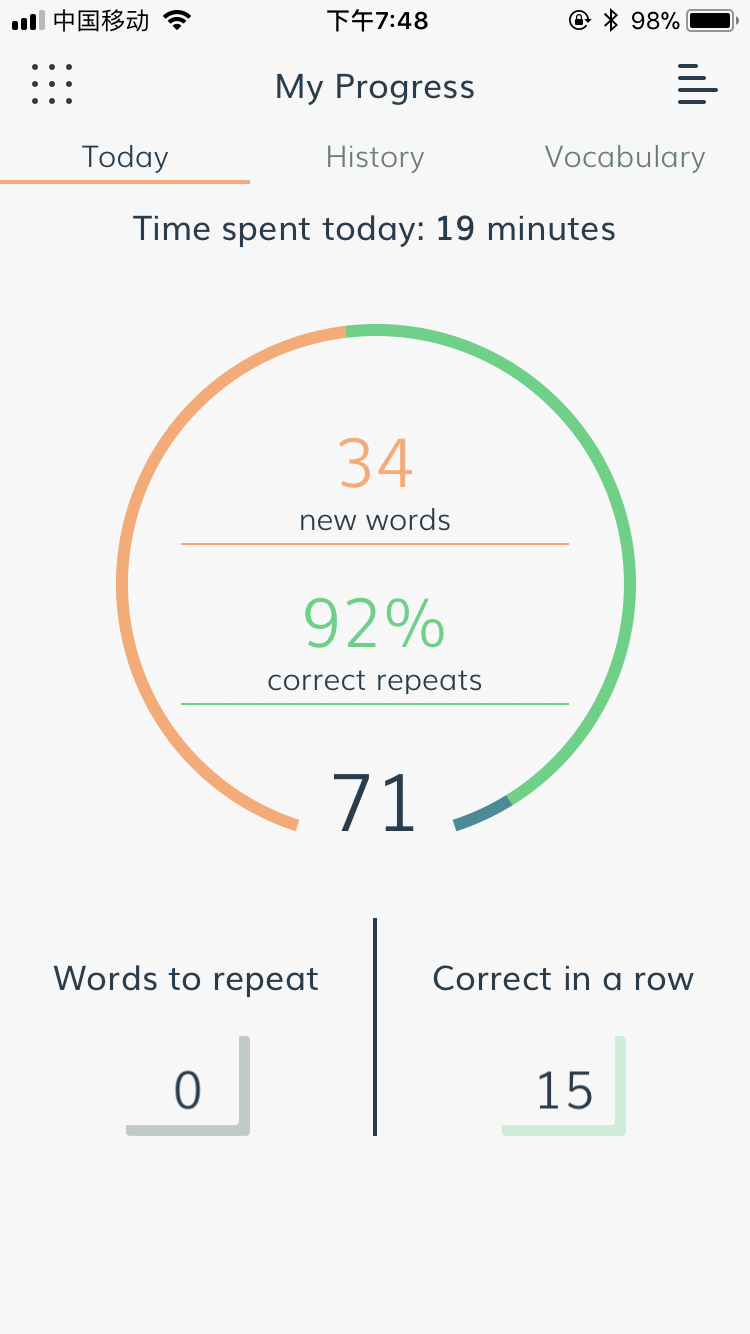 中国移动 下午7:48 98%
My Progress
Today History Vocabulary
Time spent today: 19 minutes
34
new words
92%
correct repeats
71
Words to repeat Correct in a row
0 15